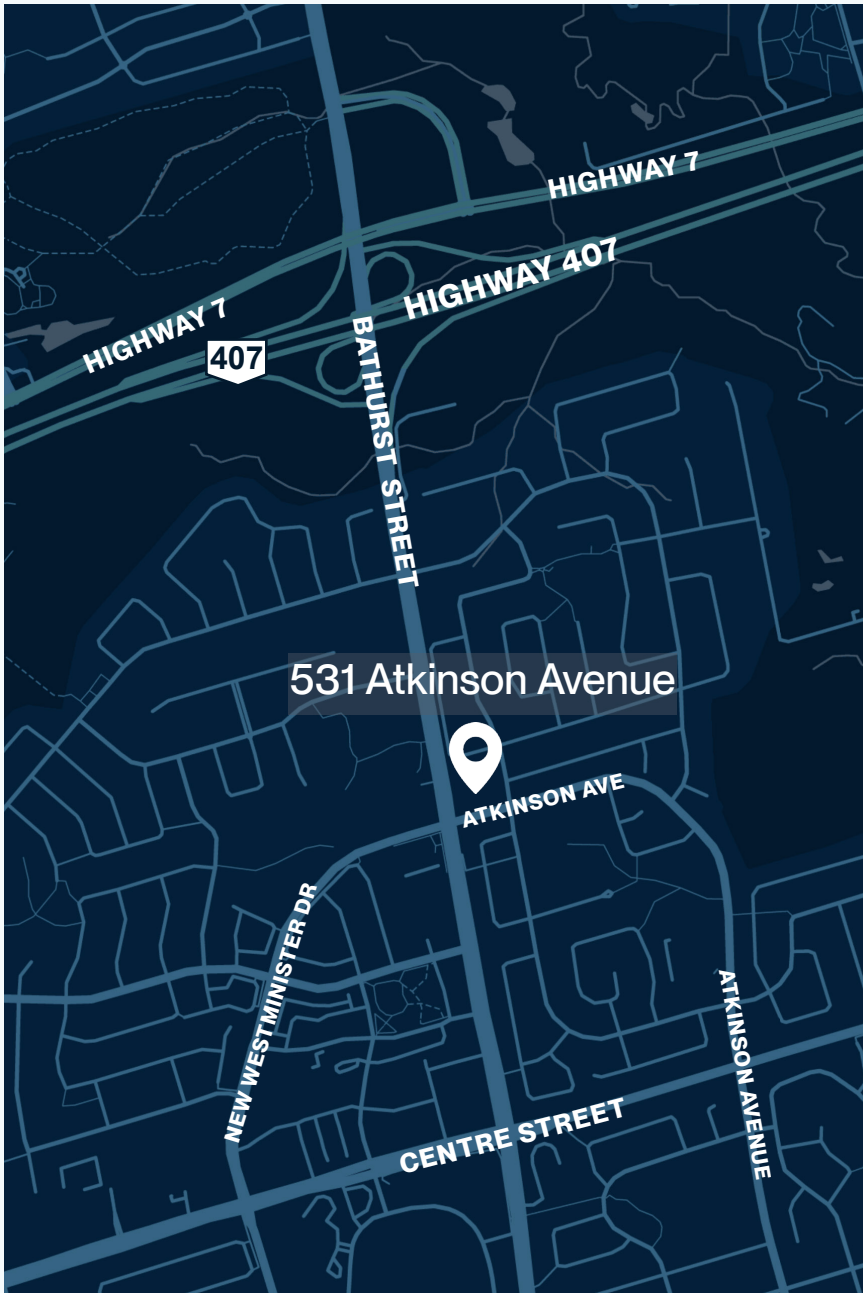 HIGHWAY 7
HIGHWAY 407
HIGHWAY 7
407
BATHURST STREET
531 Atkinson Avenue
ATKINSON AVE
NEW WESTMINISTER DR
ATKINSON AVENUE
CENTRE STREET